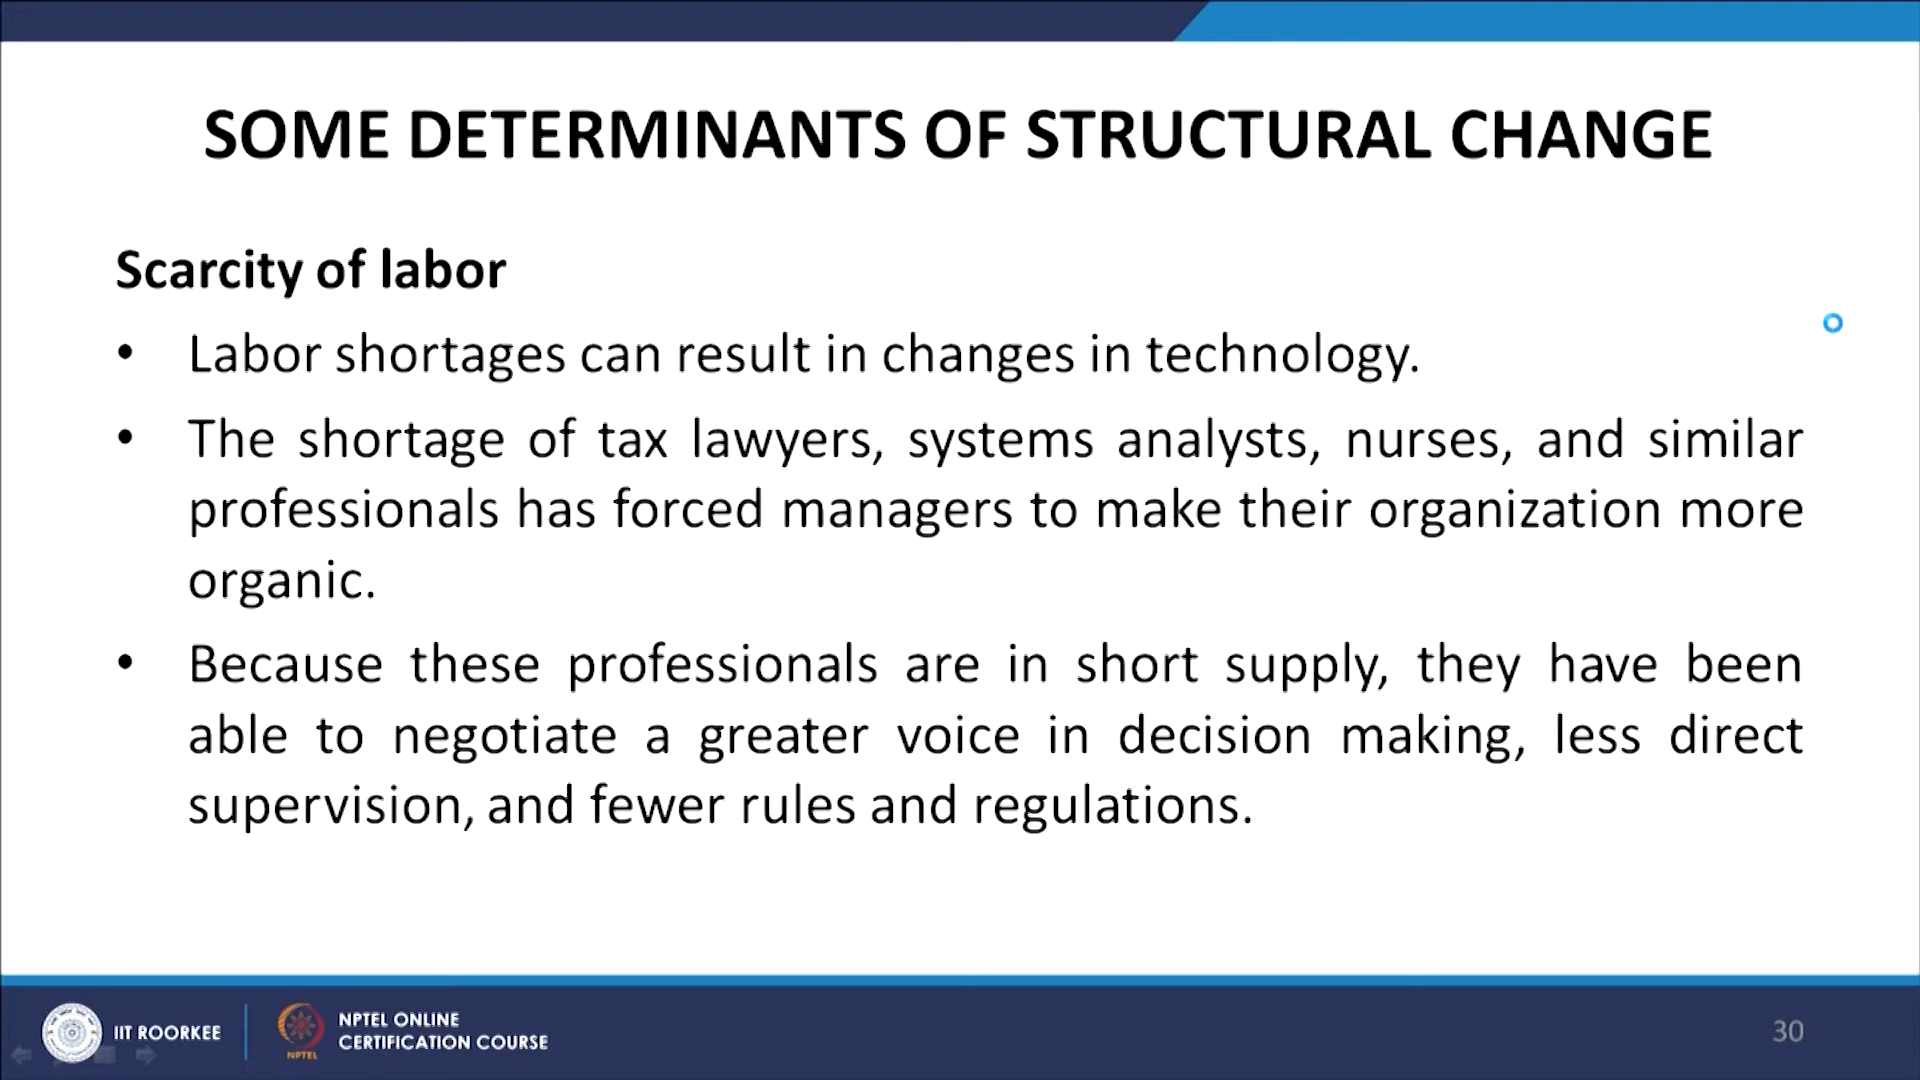 SOME DETERMINANTS OF STRUCTURAL CHANGE
Scarcity of labor
• Labor shortages can result in changes in technology.
• The shortage of tax lawyers, systems analysts, nurses, and similar
professionals has forced managers to make their organization more
organic.
• Because these professionals are in short supply, they have been
able to negotiate a greater voice in decision making, less direct
supervision, and fewer rules and regulations.
IIT ROORKEE
NPTEL
NPTEL ONLINE
CERTIFICATION COURSE
30